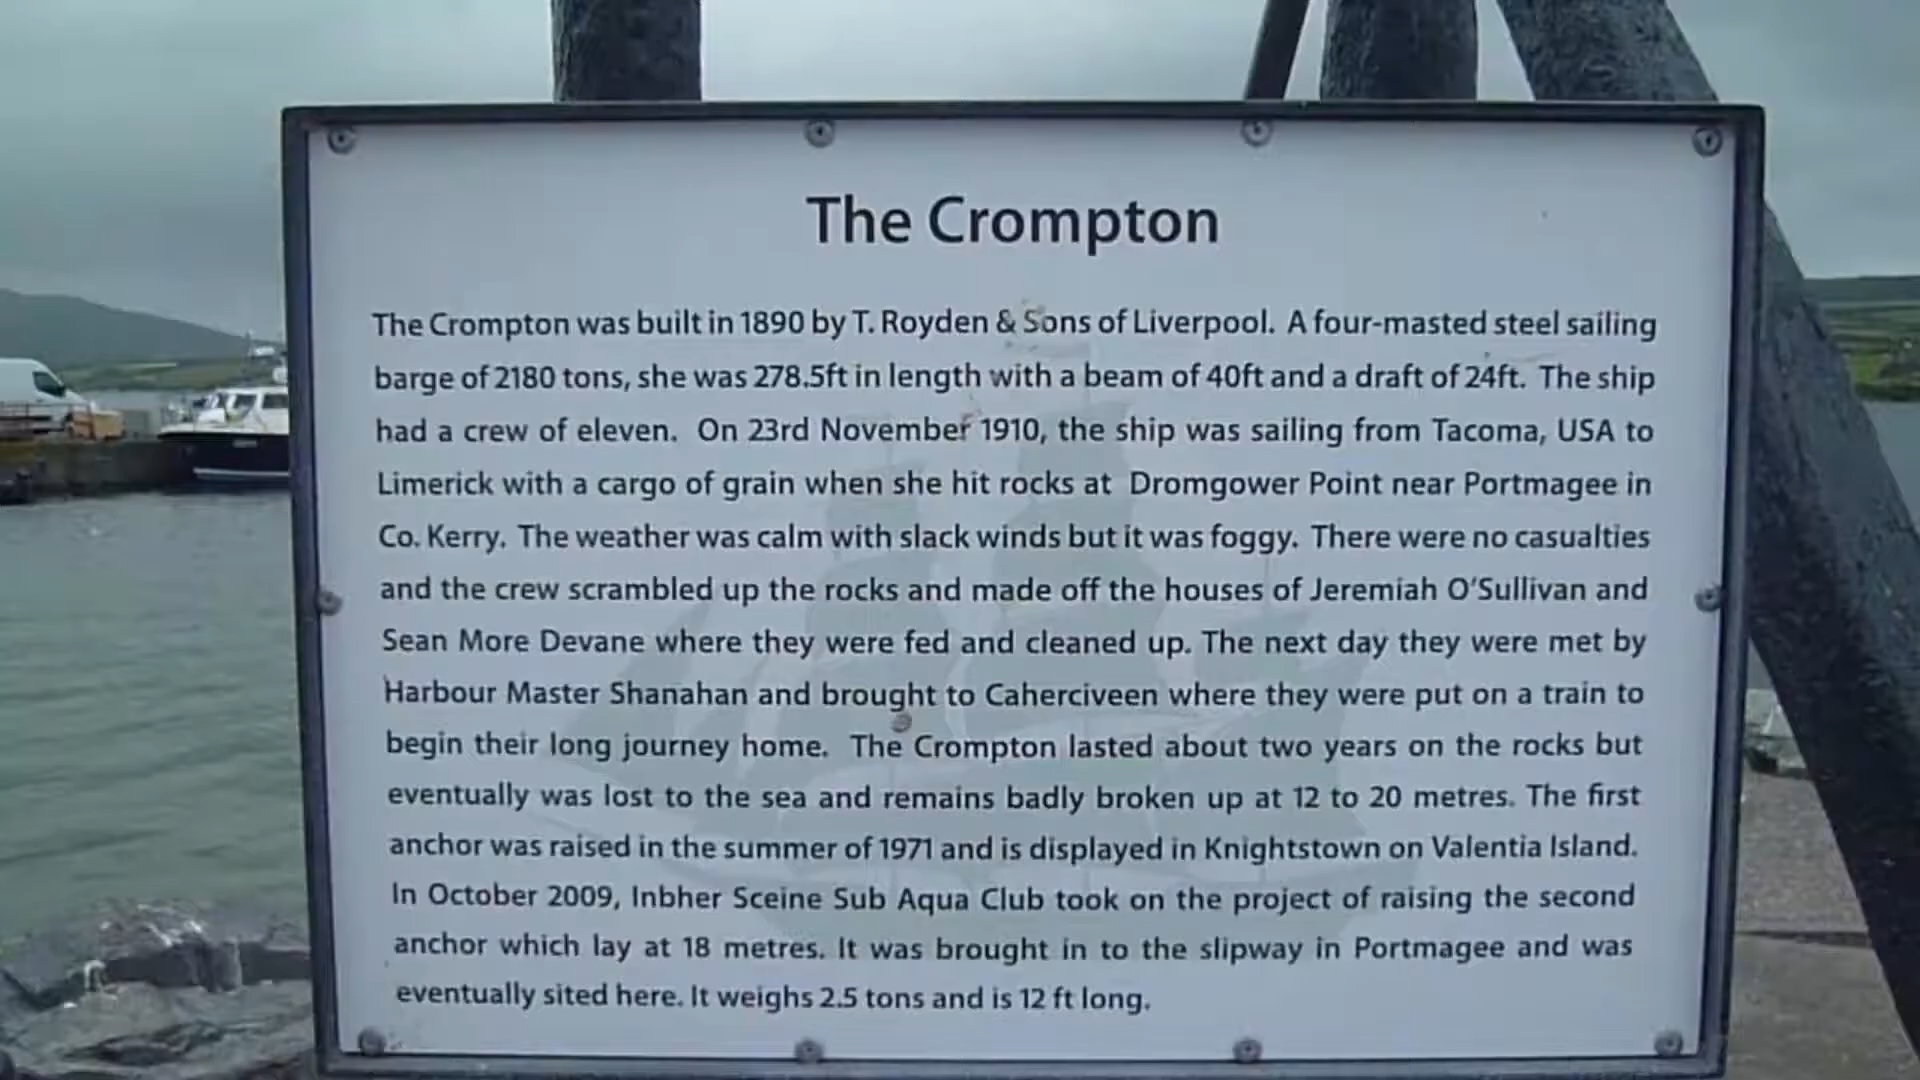 The Crompton
The Crompton was built in 1890 by T. Royden & Sons of Liverpool. A four-masted steel sailing
barge of 2180 tons, she was 278.5ft in length with a beam of 40ft and a draft of 24ft. The ship
had a crew of eleven. On 23rd November 1910, the ship was sailing from Tacoma, USA to
Limerick with a cargo of grain when she hit rocks at Dromgower Point near Portmagee in
Co. Kerry. The weather was calm with slack winds but it was foggy. There were no casualties
and the crew scrambled up the rocks and made off the houses of Jeremiah O'Sullivan and
Sean More Devane where they were fed and cleaned up. The next day they were met by
Harbour Master Shanahan and brought to Caherciveen where they were put on a train to
begin their long journey home. The Crompton lasted about two years on the rocks but
eventually was lost to the sea and remains badly broken up at 12 to 20 metres. The first
anchor was raised in the summer of 1971 and is displayed in Knightstown on Valentia Island.
In October 2009, Inbher Sceine Sub Aqua Club took on the project of raising the second
anchor which lay at 18 metres. It was brought in to the slipway in Portmagee and was
eventually sited here. It weighs 2.5 tons and is 12 ft long.